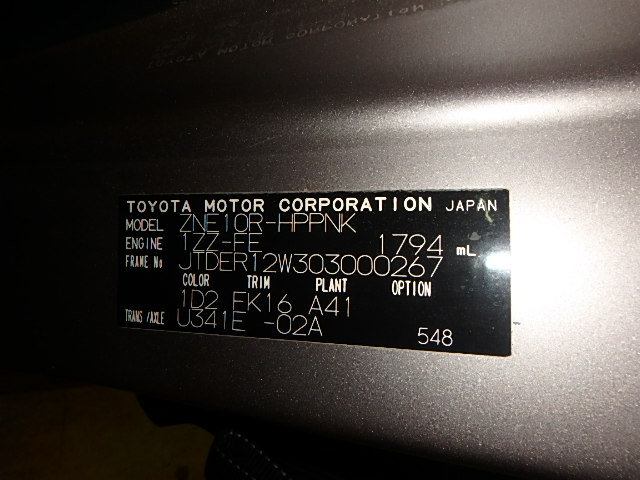 TOYOTA MOTOR CORPORATION JAPAN
MODEL ZNE10R-HPPNK
ENGINE 1ZZ-FE 1794 mL
FRAME No JTDER12W303000267
COLOR TRIM PLANT OPTION
1D2 FK16 A41
TRANS/AXLE U341E -02A
548